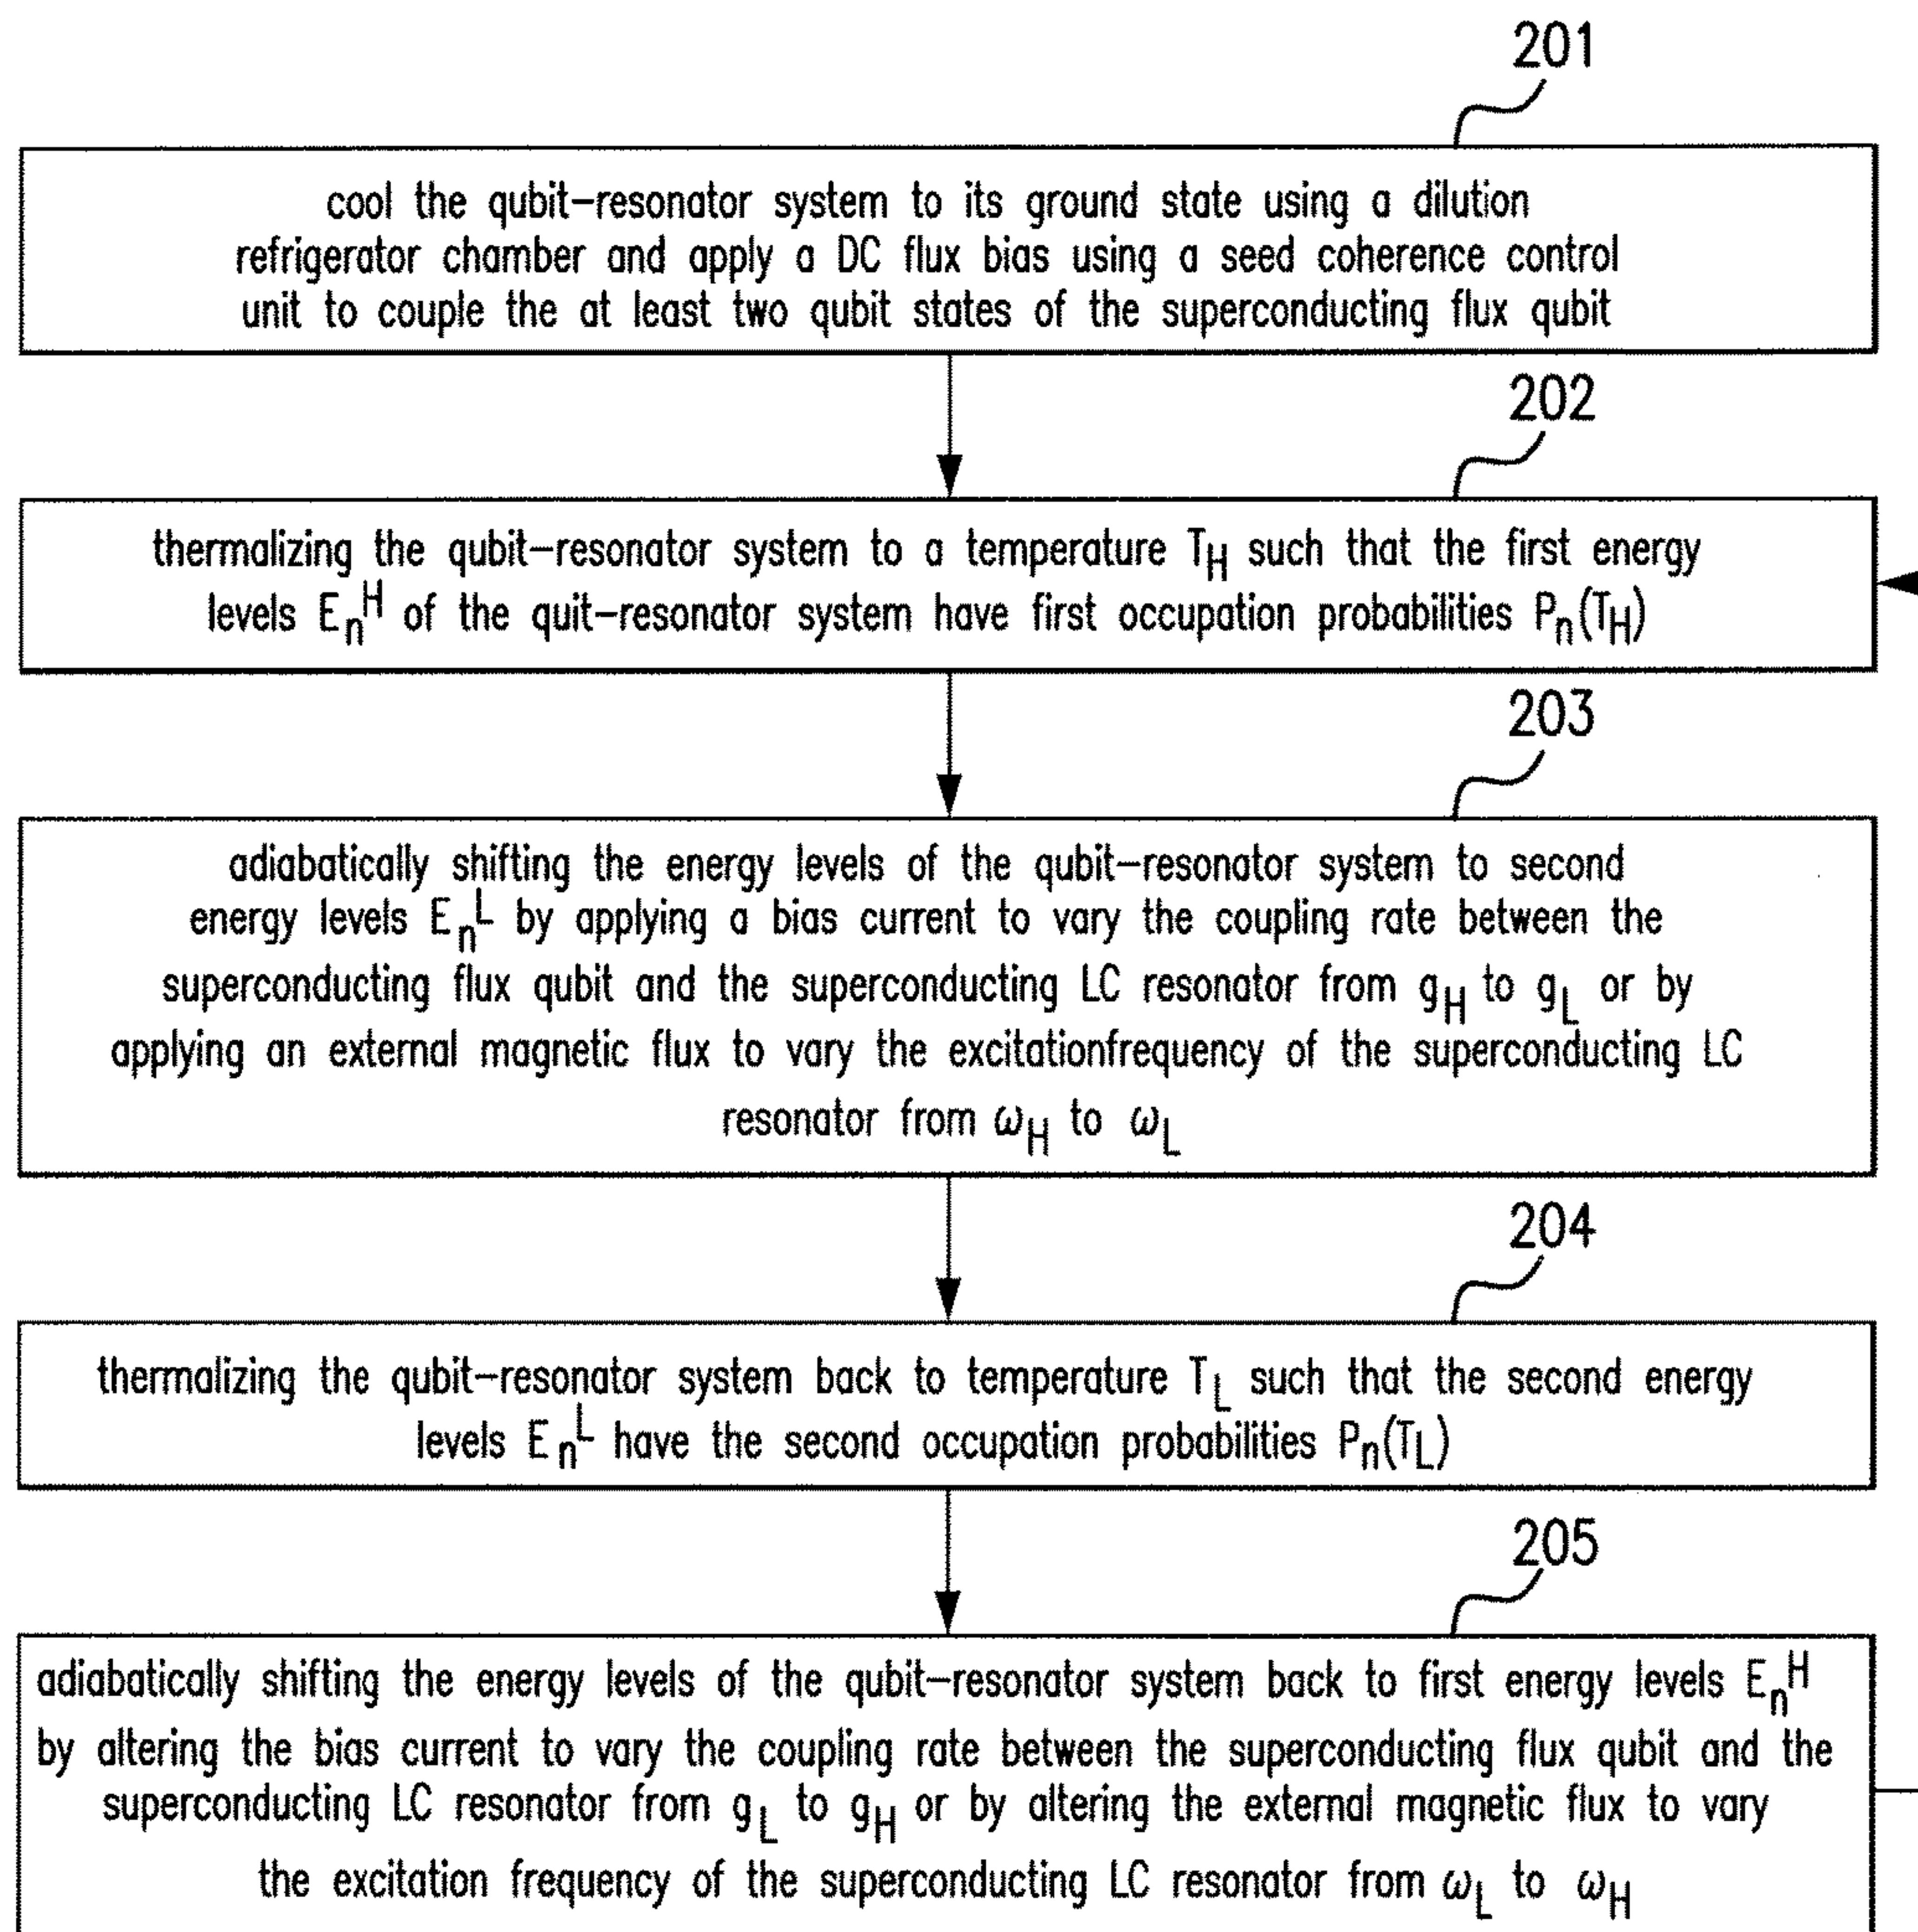 201
cool the qubit-resonator system to its ground state using a dilution
refrigerator chamber and apply a DC flux bias using a seed coherence control
unit to couple the at least two qubit states of the superconducting flux qubit
202
thermalizing the qubit-resonator system to a temperature T_H such that the first energy
levels E_n^H of the quit-resonator system have first occupation probabilities P_n(T_H)
203
adiabatically shifting the energy levels of the qubit-resonator system to second
energy levels E_n^L by applying a bias current to vary the coupling rate between the
superconducting flux qubit and the superconducting LC resonator from g_H to g_L or by
applying an external magnetic flux to vary the excitationfrequency of the superconducting LC
resonator from ω_H to ω_L
204
thermalizing the qubit-resonator system back to temperature T_L such that the second energy
levels E_n^L have the second occupation probabilities P_n(T_L)
205
adiabatically shifting the energy levels of the qubit-resonator system back to first energy levels E_n^H
by altering the bias current to vary the coupling rate between the superconducting flux qubit and the
superconducting LC resonator from g_L to g_H or by altering the external magnetic flux to vary
the excitation frequency of the superconducting LC resonator from ω_L to ω_H